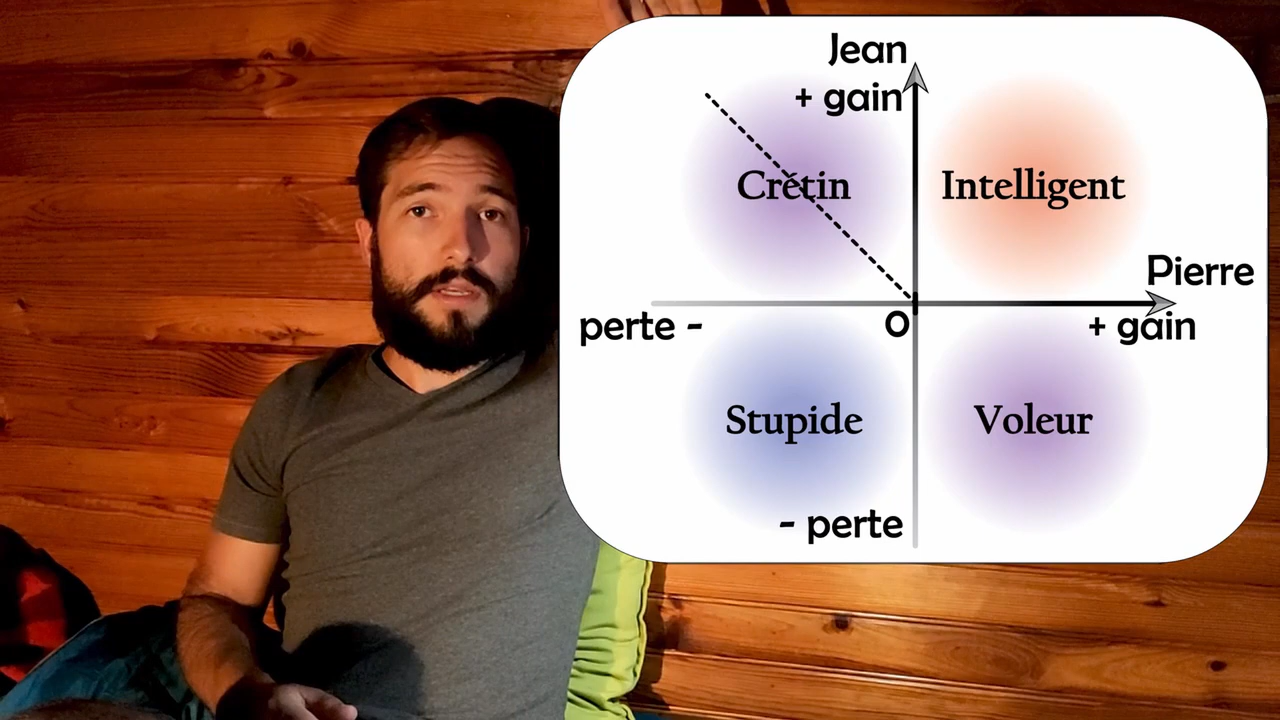 Jean
+ gain
Crétin
Intelligent
Pierre
perte -
0
+ gain
Stupide
Voleur
- perte